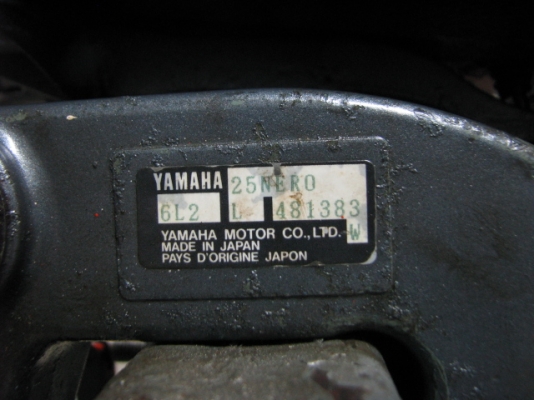 YAMAHA 25NERO
6L2 L 481383
YAMAHA MOTOR CO.,LTD. W
MADE IN JAPAN
PAYS D'ORIGINE JAPON